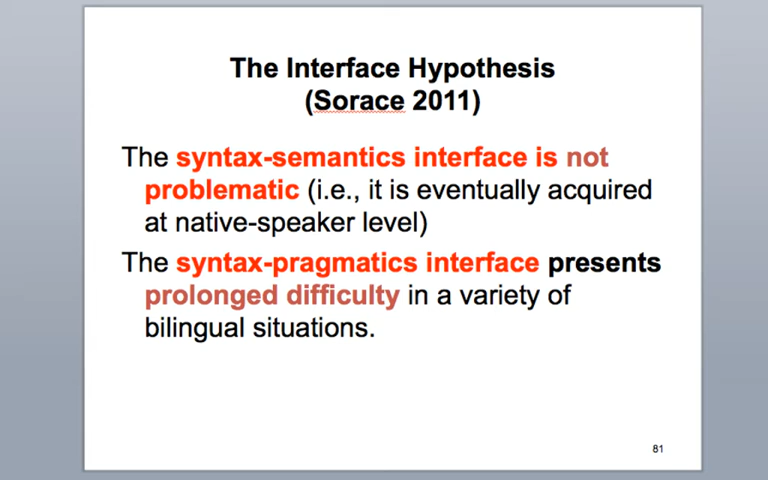 The Interface Hypothesis
(Sorace 2011)
The syntax-semantics interface is not
problematic (i.e., it is eventually acquired
at native-speaker level)
The syntax-pragmatics interface presents
prolonged difficulty in a variety of
bilingual situations.
81